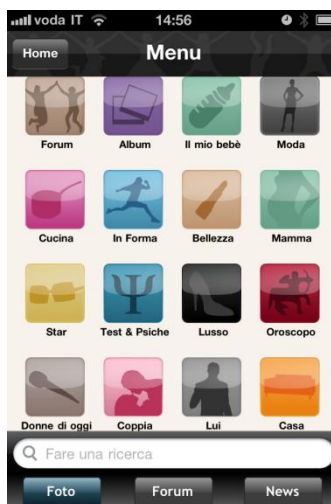 voda IT 14:56
Home Menu
Forum Album Il mio bebè Moda
Cucina In Forma Bellezza Mamma
Star Test & Psiche Lusso Oroscopo
Donne di oggi Coppia Lui Casa
Fare una ricerca
Foto Forum News